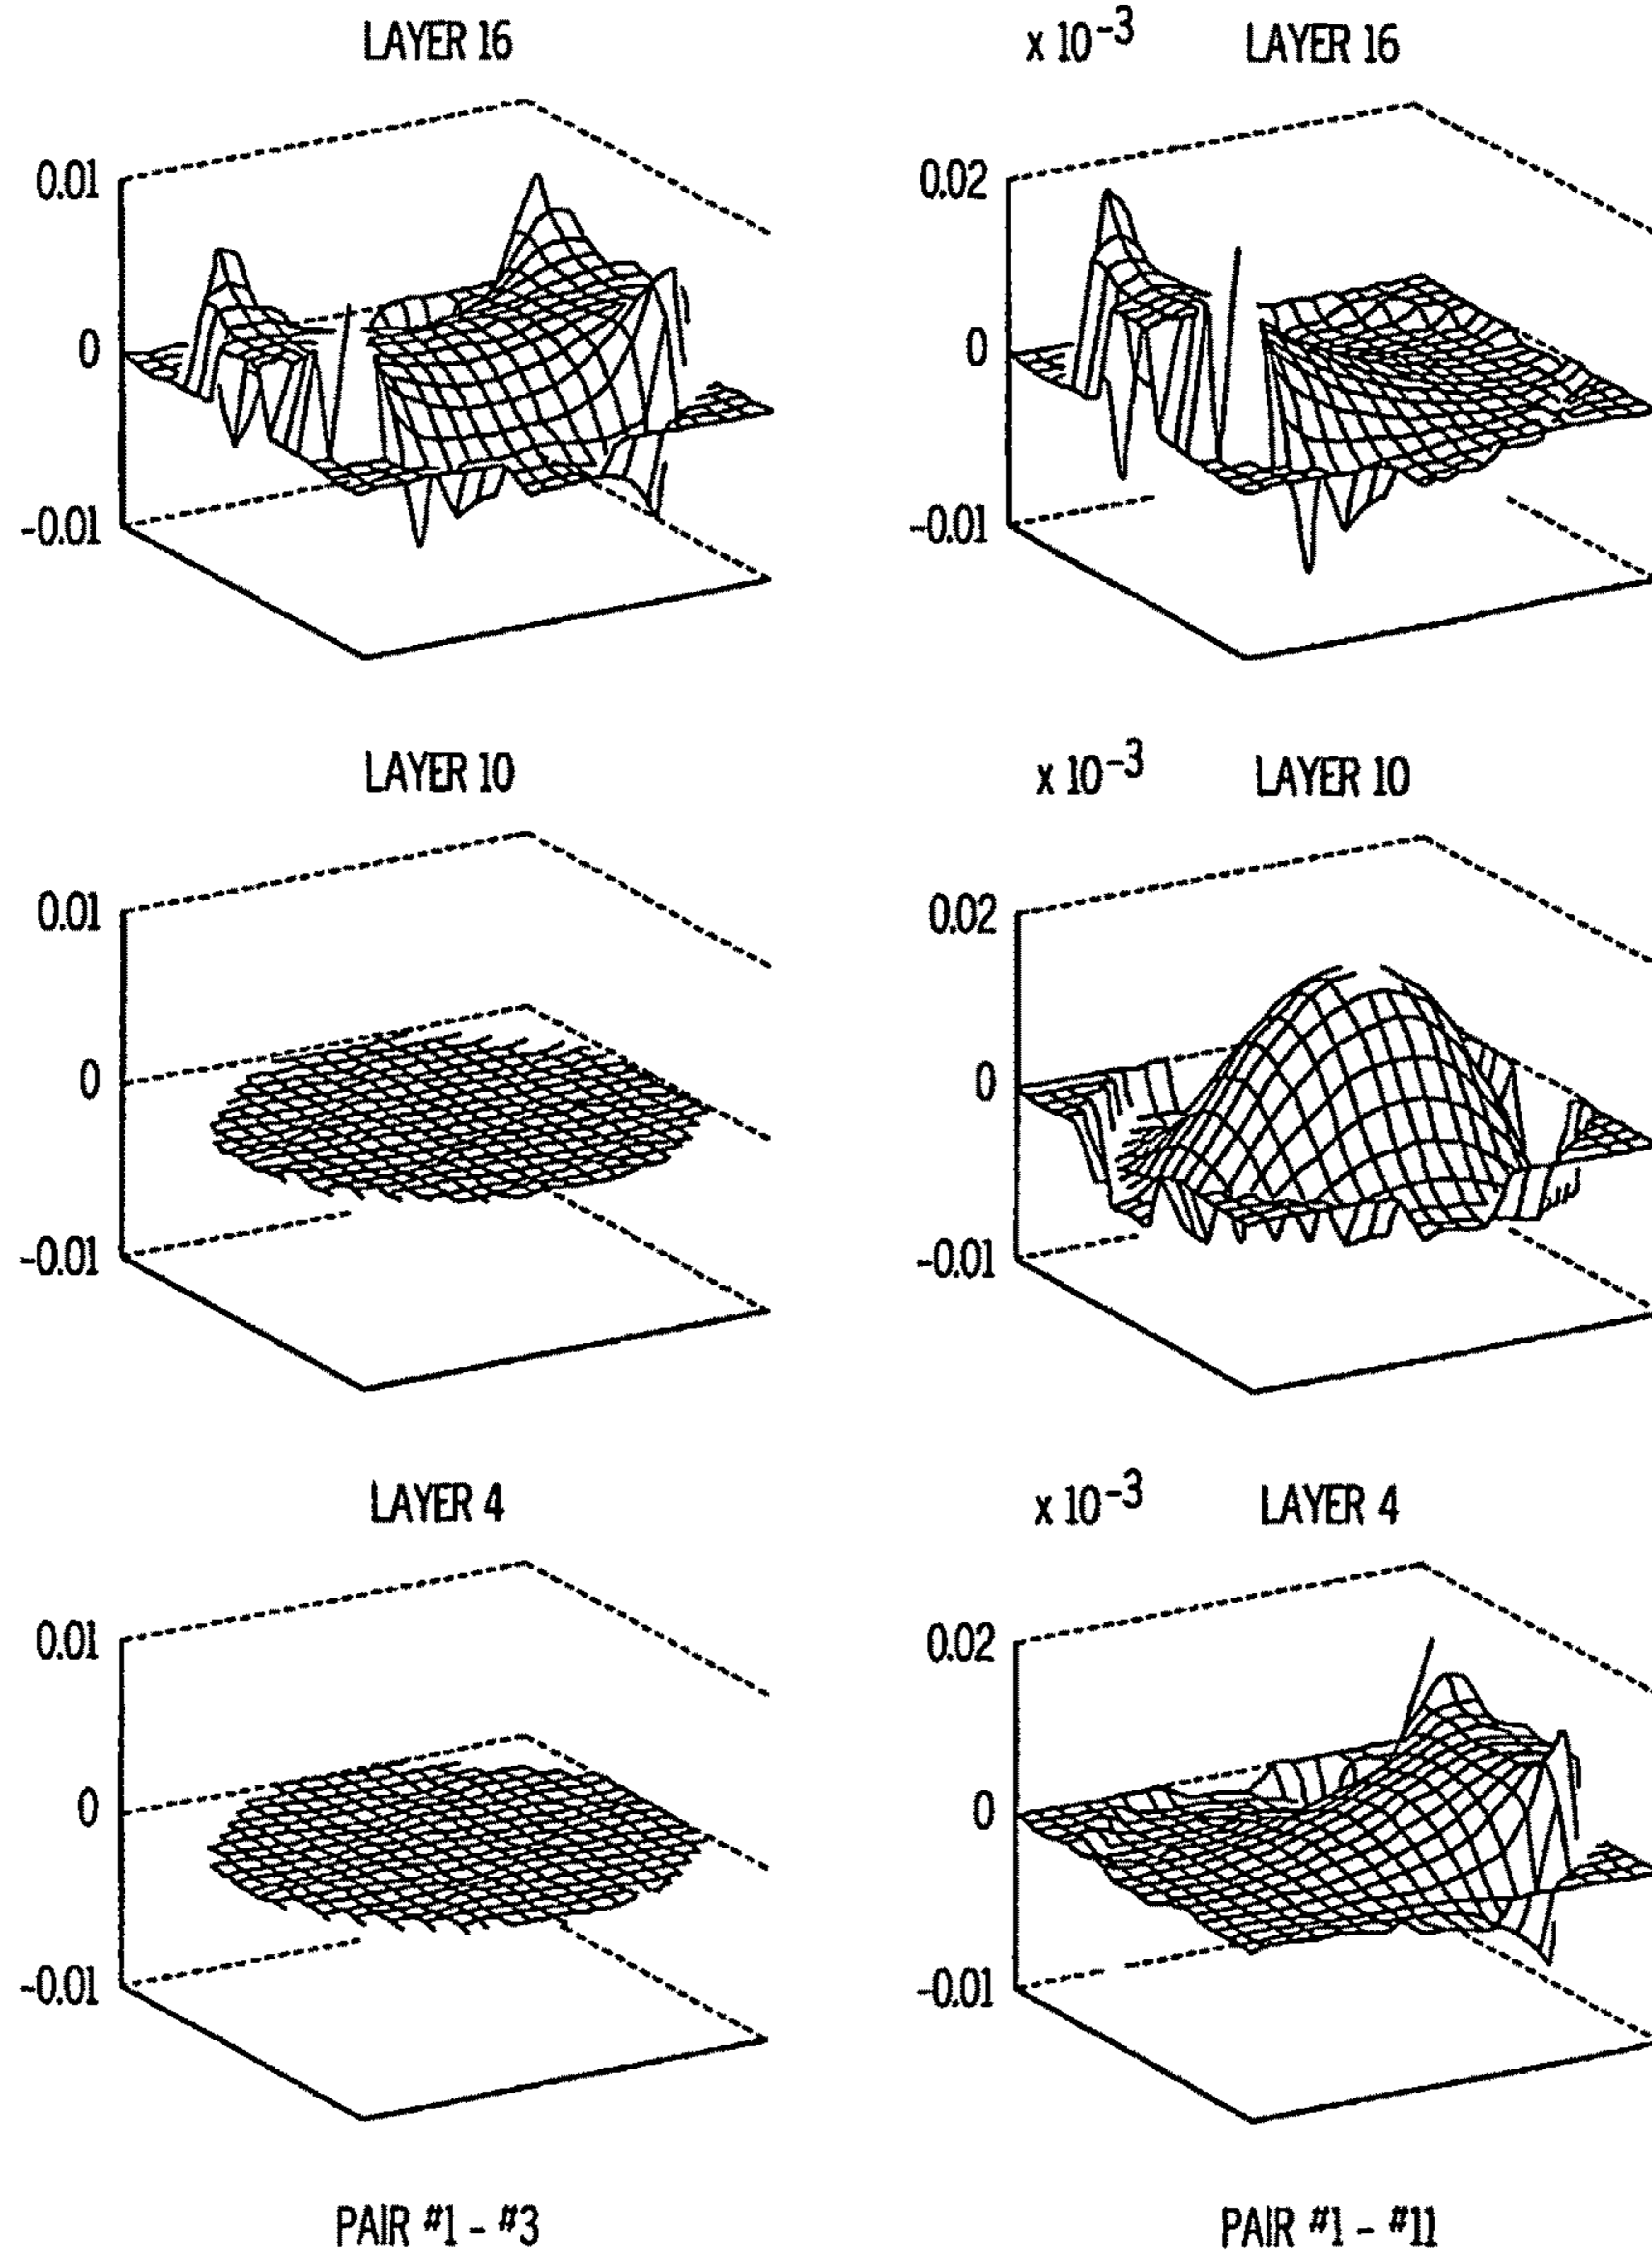 LAYER 16
0.01
0
-0.01
x 10-3 LAYER 16
0.02
0
-0.01
LAYER 10
0.01
0
-0.01
x 10-3 LAYER 10
0.02
0
-0.01
LAYER 4
0.01
0
-0.01
x 10-3 LAYER 4
0.02
0
-0.01
PAIR #1 - #3
PAIR #1 - #11